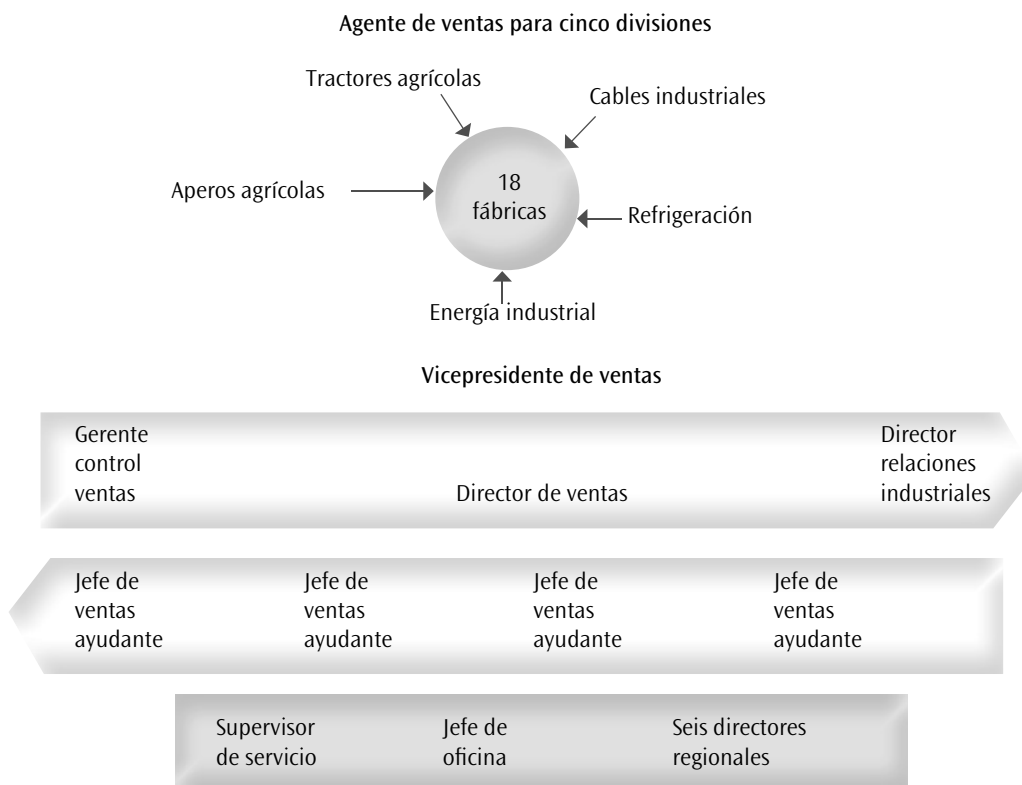 Agente de ventas para cinco divisiones
Tractores agrícolas
Cables industriales
Aperos agrícolas
18
fábricas
Refrigeración
Energía industrial
Vicepresidente de ventas
Gerente
control
ventas
Director de ventas
Director
relaciones
industriales
Jefe de
ventas
ayudante
Jefe de
ventas
ayudante
Jefe de
ventas
ayudante
Jefe de
ventas
ayudante
Supervisor
de servicio
Jefe de
oficina
Seis directores
regionales